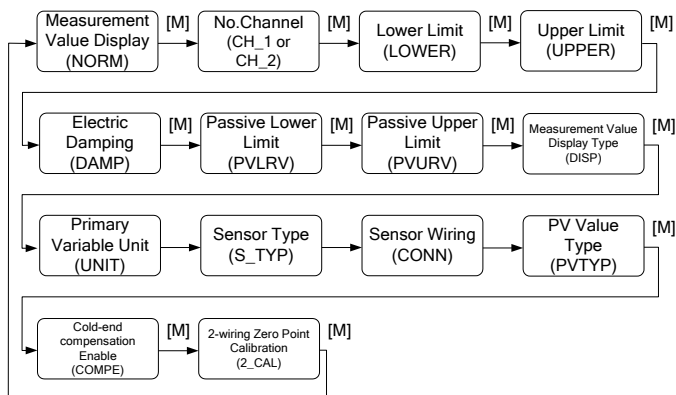 Measurement
Value Display
(NORM)
[M]
No.Channel
(CH_1 or
CH_2)
[M]
Lower Limit
(LOWER)
[M]
Upper Limit
(UPPER)
[M]
Electric
Damping
(DAMP)
[M]
Passive Lower
Limit
(PVLRV)
[M]
Passive Upper
Limit
(PVURV)
[M]
Measurement Value
Display Type
(DISP)
[M]
Primary
Variable Unit
(UNIT)
Sensor Type
(S_TYP)
Sensor Wiring
(CONN)
PV Value
Type
(PVTYP)
[M]
Cold-end
compensation
Enable
(COMPE)
[M]
2-wiring Zero Point
Calibration
(2_CAL)
[M]